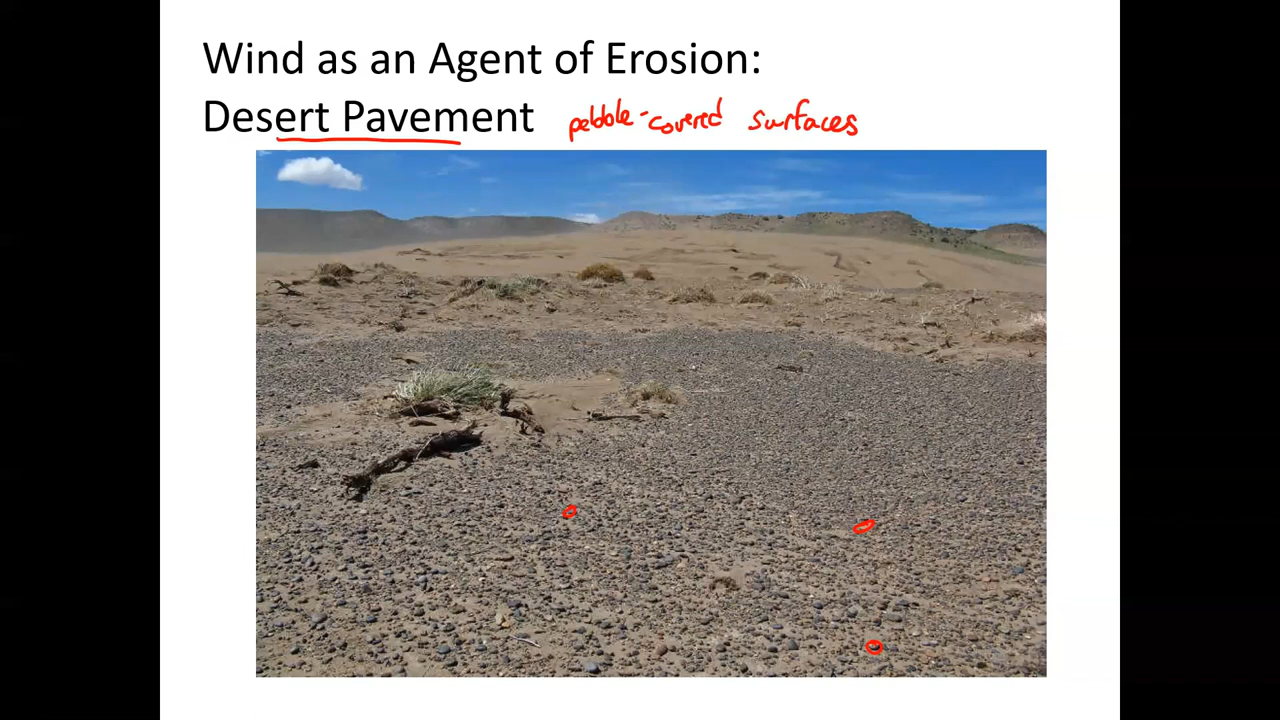 Wind as an Agent of Erosion:
Desert Pavement pebble-covered surfaces